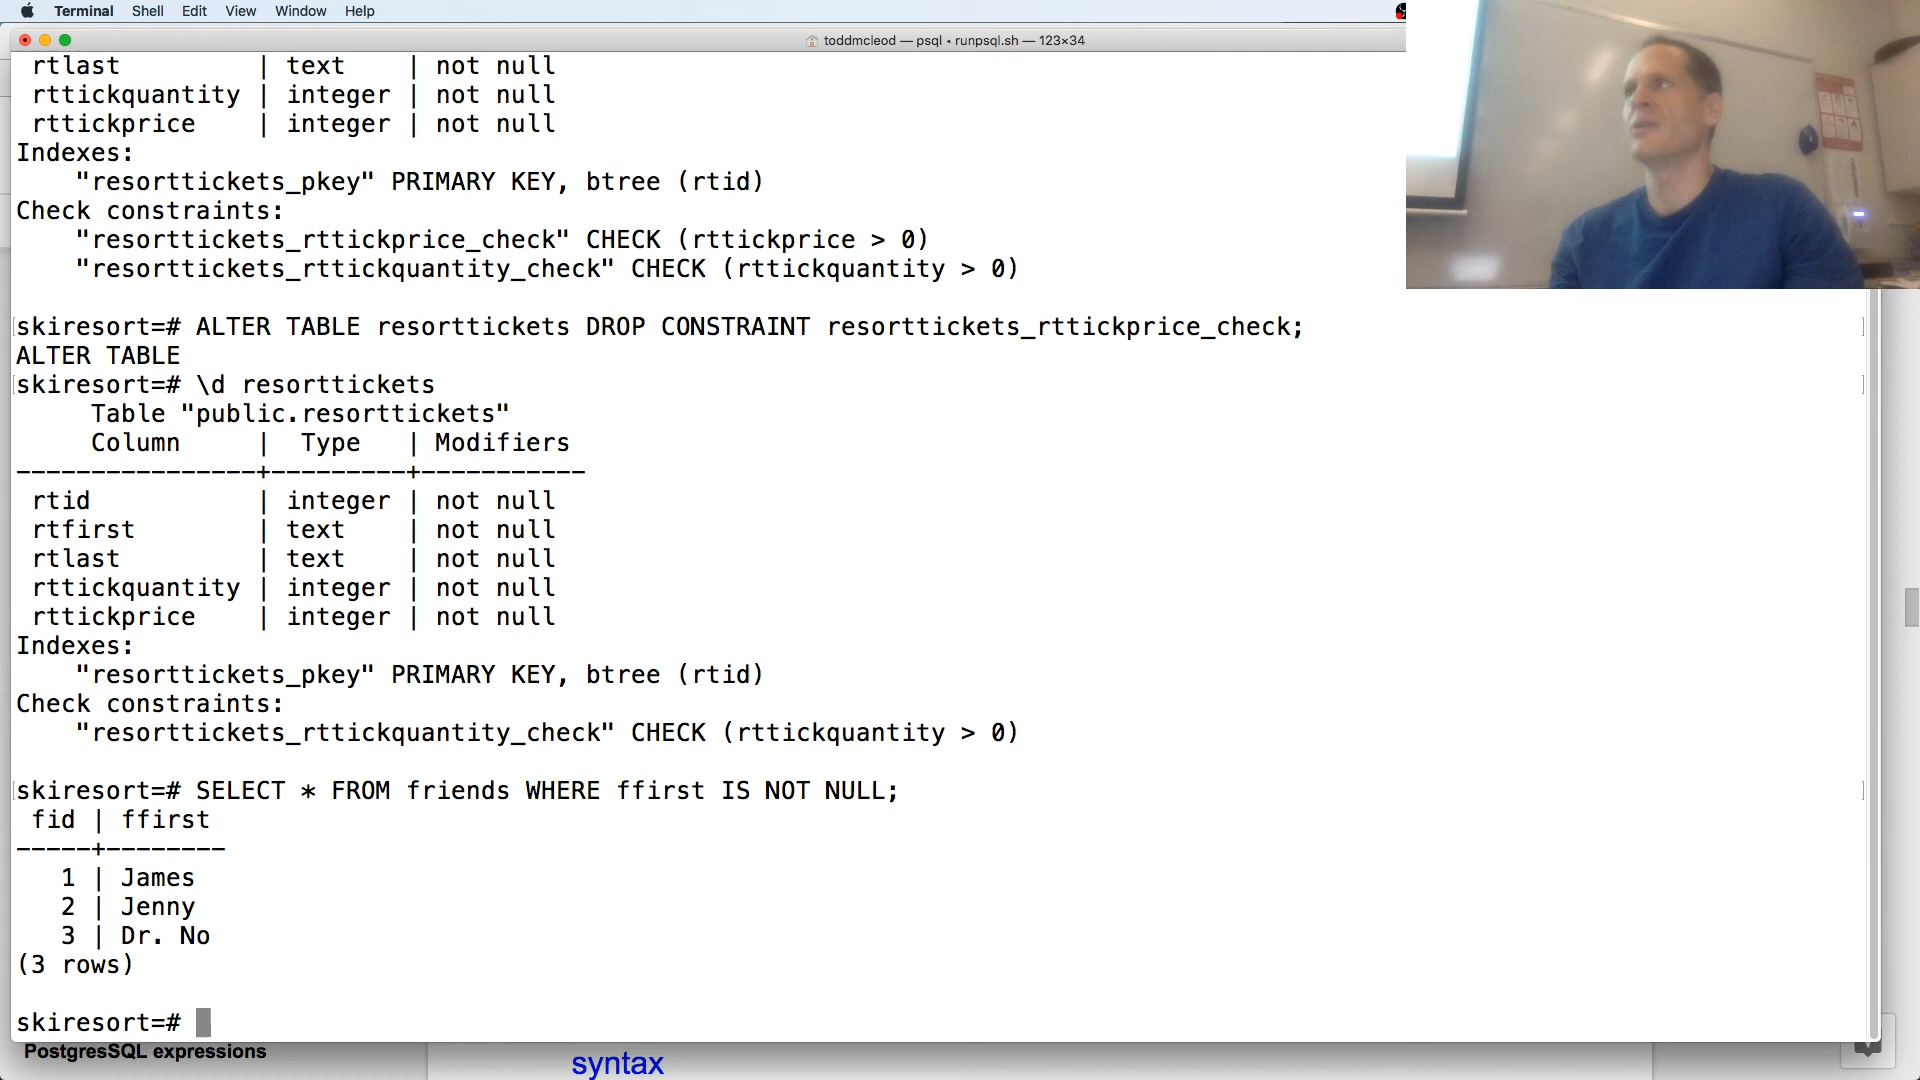 Terminal Shell Edit View Window Help
toddmcleod — psql • runpsql.sh — 123×34
rtlast | text | not null
rttickquantity | integer | not null
rttickprice | integer | not null
Indexes:
"resorttickets_pkey" PRIMARY KEY, btree (rtid)
Check constraints:
"resorttickets_rttickprice_check" CHECK (rttickprice > 0)
"resorttickets_rttickquantity_check" CHECK (rttickquantity > 0)
skiresort=# ALTER TABLE resorttickets DROP CONSTRAINT resorttickets_rttickprice_check;
ALTER TABLE
skiresort=# \d resorttickets
Table "public.resorttickets"
Column | Type | Modifiers
----------------+---------+-----------
rtid | integer | not null
rtfirst | text | not null
rtlast | text | not null
rttickquantity | integer | not null
rttickprice | integer | not null
Indexes:
"resorttickets_pkey" PRIMARY KEY, btree (rtid)
Check constraints:
"resorttickets_rttickquantity_check" CHECK (rttickquantity > 0)
skiresort=# SELECT * FROM friends WHERE ffirst IS NOT NULL;
fid | ffirst
-----+--------
1 | James
2 | Jenny
3 | Dr. No
(3 rows)
skiresort=#
PostgresSQL expressions
syntax